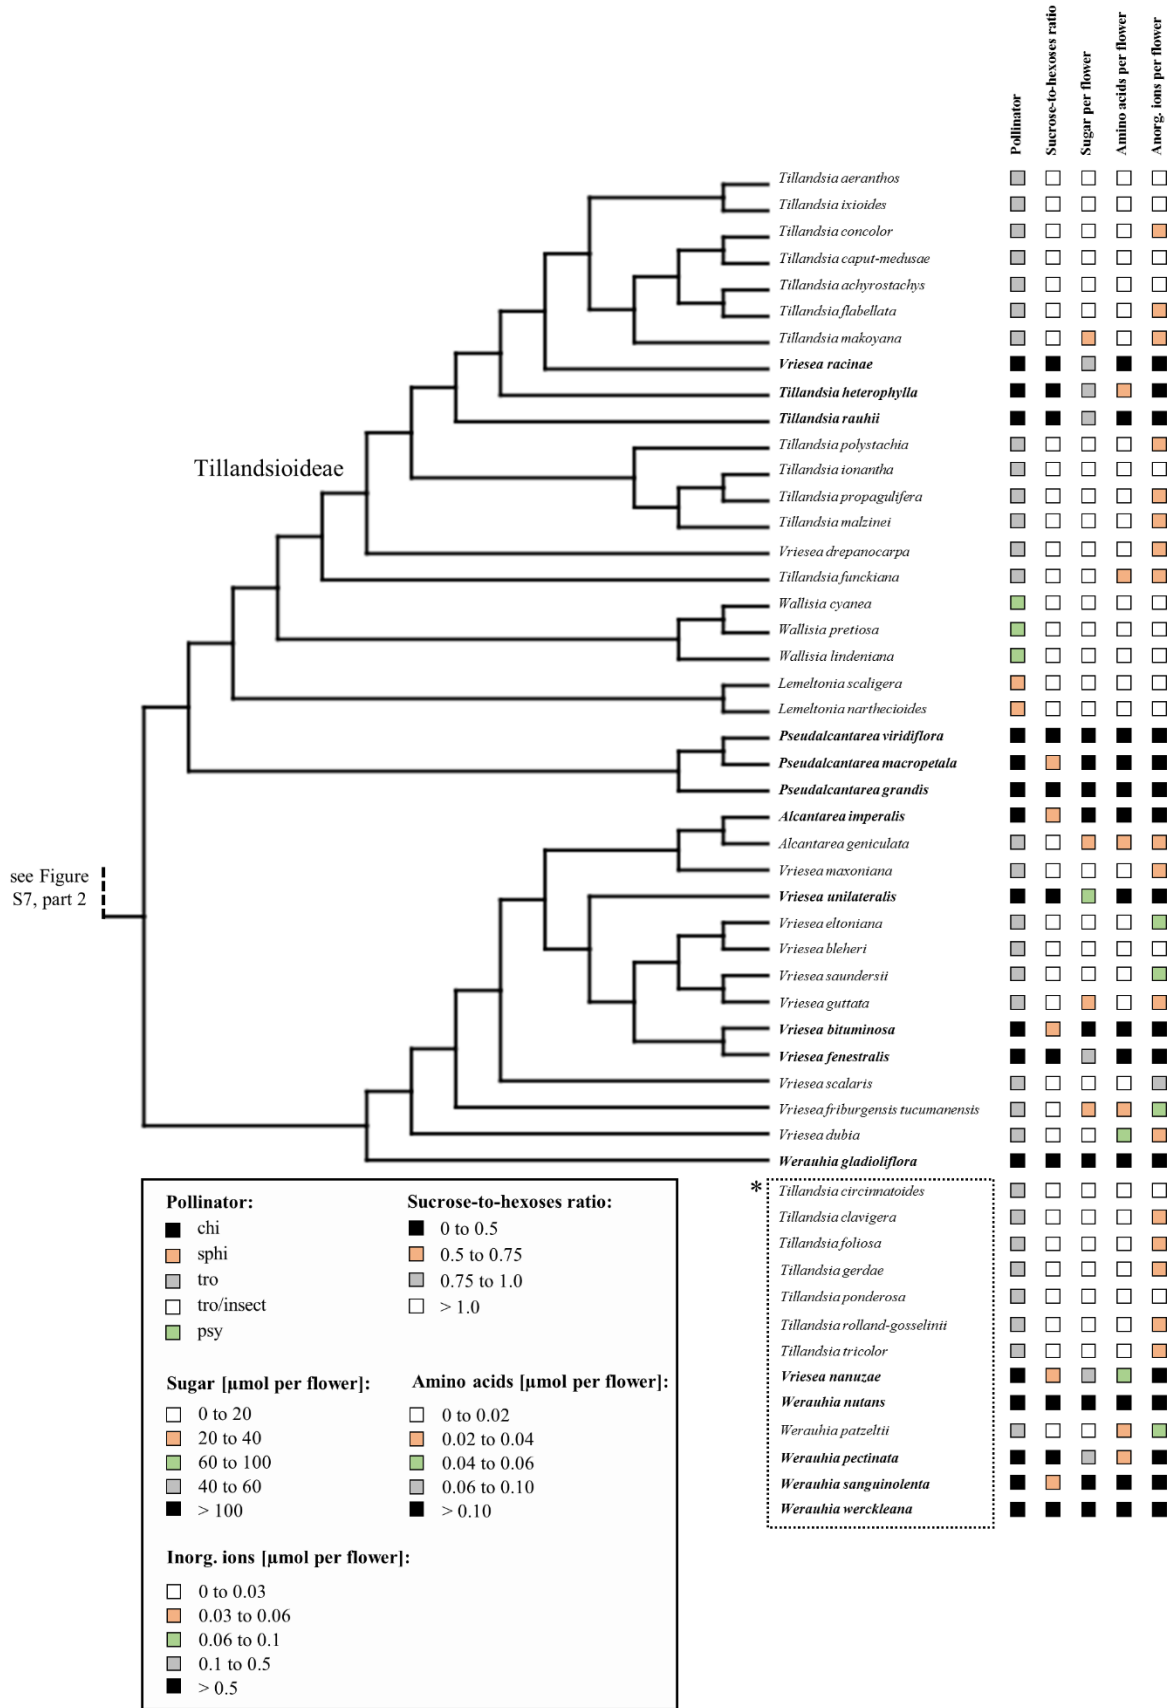 Pollinator
Sucrose-to-hexoses ratio
Sugar per flower
Amino acids per flower
Anorg. ions per flower
Tillandsia aeranthos
Tillandsia ixioides
Tillandsia concolor
Tillandsia caput-medusae
Tillandsia achyrostachys
Tillandsia flabellata
Tillandsia makoyana
Vriesea racinae
Tillandsia heterophylla
Tillandsia rauhii
Tillandsia polystachia
Tillandsioideae
Tillandsia ionantha
Tillandsia propagulifera
Tillandsia malzinei
Vriesea drepanocarpa
Tillandsia funckiana
Wallisia cyanea
Wallisia pretiosa
Wallisia lindeniana
Lemeltonia scaligera
Lemeltonia narthecioides
Pseudalcantarea viridiflora
Pseudalcantarea macropetala
Pseudalcantarea grandis
Alcantarea imperalis
Alcantarea geniculata
Vriesea maxoniana
see Figure
S7, part 2
Vriesea unilateralis
Vriesea eltoniana
Vriesea bleheri
Vriesea saundersii
Vriesea guttata
Vriesea bituminosa
Vriesea fenestralis
Vriesea scalaris
Vriesea friburgensis tucumanensis
Vriesea dubia
Werauhia gladioliflora
*
Tillandsia circinnatoides
Tillandsia clavigera
Tillandsia foliosa
Tillandsia gerdae
Tillandsia ponderosa
Tillandsia rolland-gosselinii
Tillandsia tricolor
Vriesea nanuzae
Werauhia nutans
Werauhia patzeltii
Werauhia pectinata
Werauhia sanguinolenta
Werauhia werckleana
Pollinator:
chi
sphi
tro
tro/insect
psy
Sucrose-to-hexoses ratio:
0 to 0.5
0.5 to 0.75
0.75 to 1.0
> 1.0
Sugar [µmol per flower]:
0 to 20
20 to 40
60 to 100
40 to 60
> 100
Amino acids [µmol per flower]:
0 to 0.02
0.02 to 0.04
0.04 to 0.06
0.06 to 0.10
> 0.10
Inorg. ions [µmol per flower]:
0 to 0.03
0.03 to 0.06
0.06 to 0.1
0.1 to 0.5
> 0.5